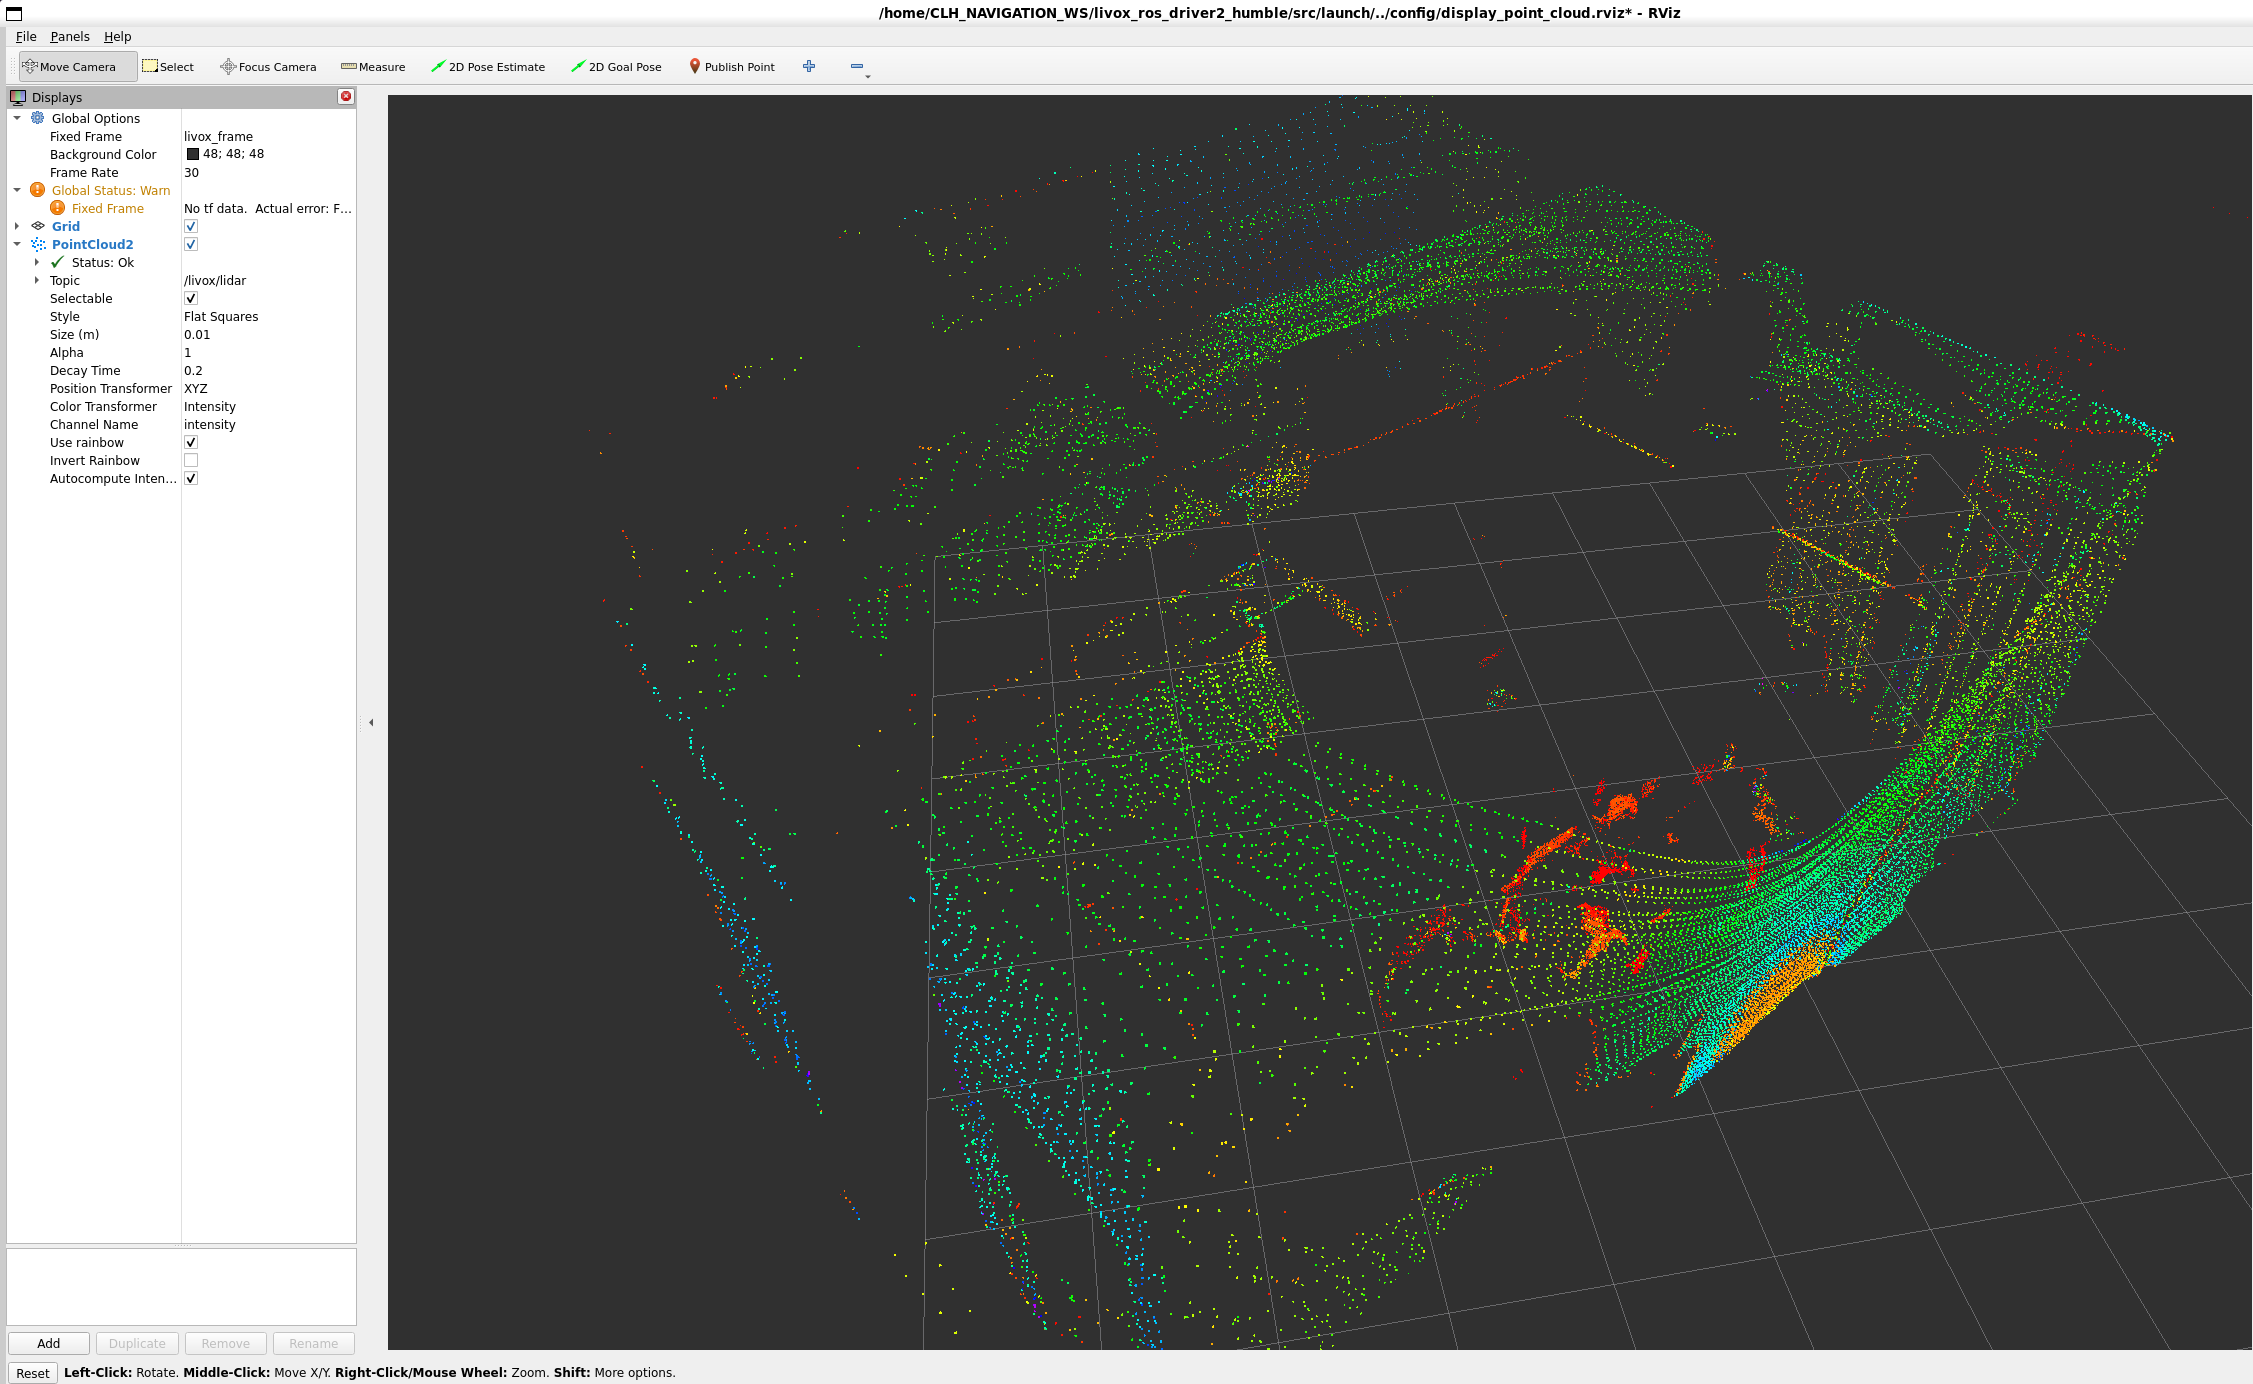 /home/CLH_NAVIGATION_WS/livox_ros_driver2_humble/src/launch/../config/display_point_cloud.rviz* - RViz
File Panels Help
Move Camera Select Focus Camera Measure 2D Pose Estimate 2D Goal Pose Publish Point
Displays
Global Options
Fixed Frame livox_frame
Background Color 48; 48; 48
Frame Rate 30
Global Status: Warn
Fixed Frame No tf data. Actual error: F...
Grid
PointCloud2
Status: Ok
Topic /livox/lidar
Selectable
Style Flat Squares
Size (m) 0.01
Alpha 1
Decay Time 0.2
Position Transformer XYZ
Color Transformer Intensity
Channel Name intensity
Use rainbow
Invert Rainbow
Autocompute Inten...
Add Duplicate Remove Rename
Reset Left-Click: Rotate. Middle-Click: Move X/Y. Right-Click/Mouse Wheel: Zoom. Shift: More options.